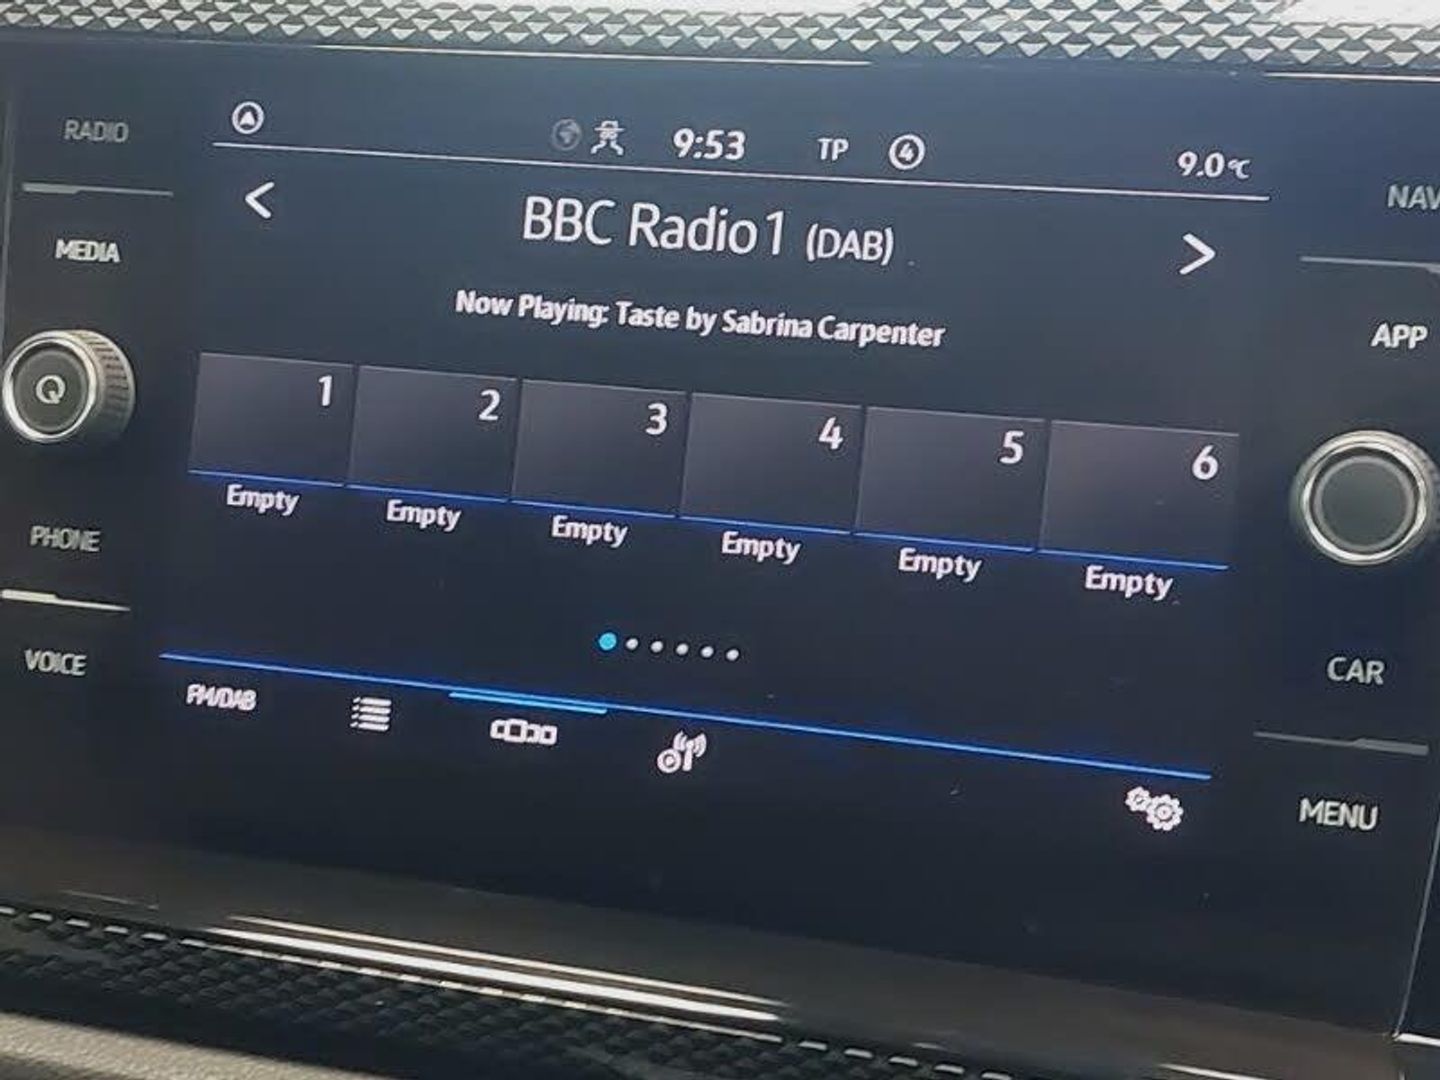 RADIO
MEDIA
PHONE
VOICE
9:53
TP
4
9.0°C
BBC Radio1 (DAB)
Now Playing: Taste by Sabrina Carpenter
1
2
3
4
5
6
Empty
Empty
Empty
Empty
Empty
Empty
FM/DAB
NAV
APP
CAR
MENU